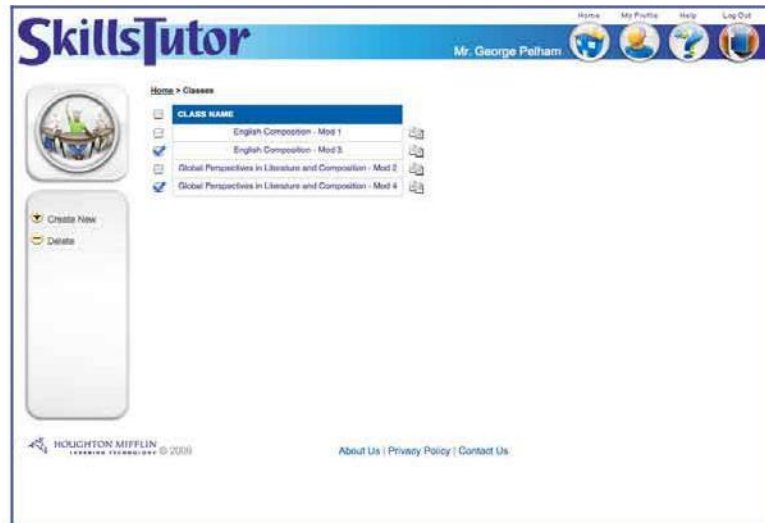 Home My Profile Help Log Out
SkillsTutor
Mr. George Pelham
Home > Classes
CLASS NAME
English Composition - Mod 1
English Composition - Mod 3
Global Perspectives in Literature and Composition - Mod 2
Global Perspectives in Literature and Composition - Mod 4
Create New
Delete
HOUGHTON MIFFLIN
LEARNING TECHNOLOGY © 2009
About Us | Privacy Policy | Contact Us